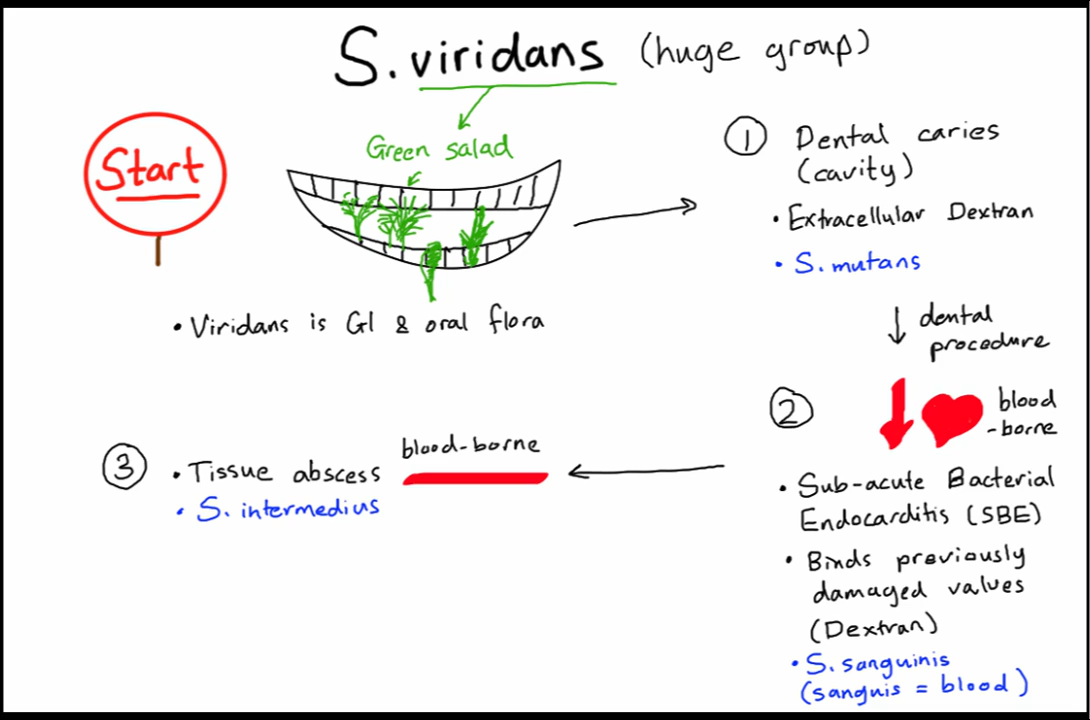 S. viridans (huge group)
Start
Green salad
• Viridans is GI & oral flora
① Dental caries
(cavity)
• Extracellular Dextran
• S. mutans
dental
procedure
②
blood
-borne
• Sub-acute Bacterial
Endocarditis (SBE)
• Binds previously
damaged values
(Dextran)
• S. sanguinis
(sanguis = blood)
blood-borne
③ • Tissue abscess
• S. intermedius